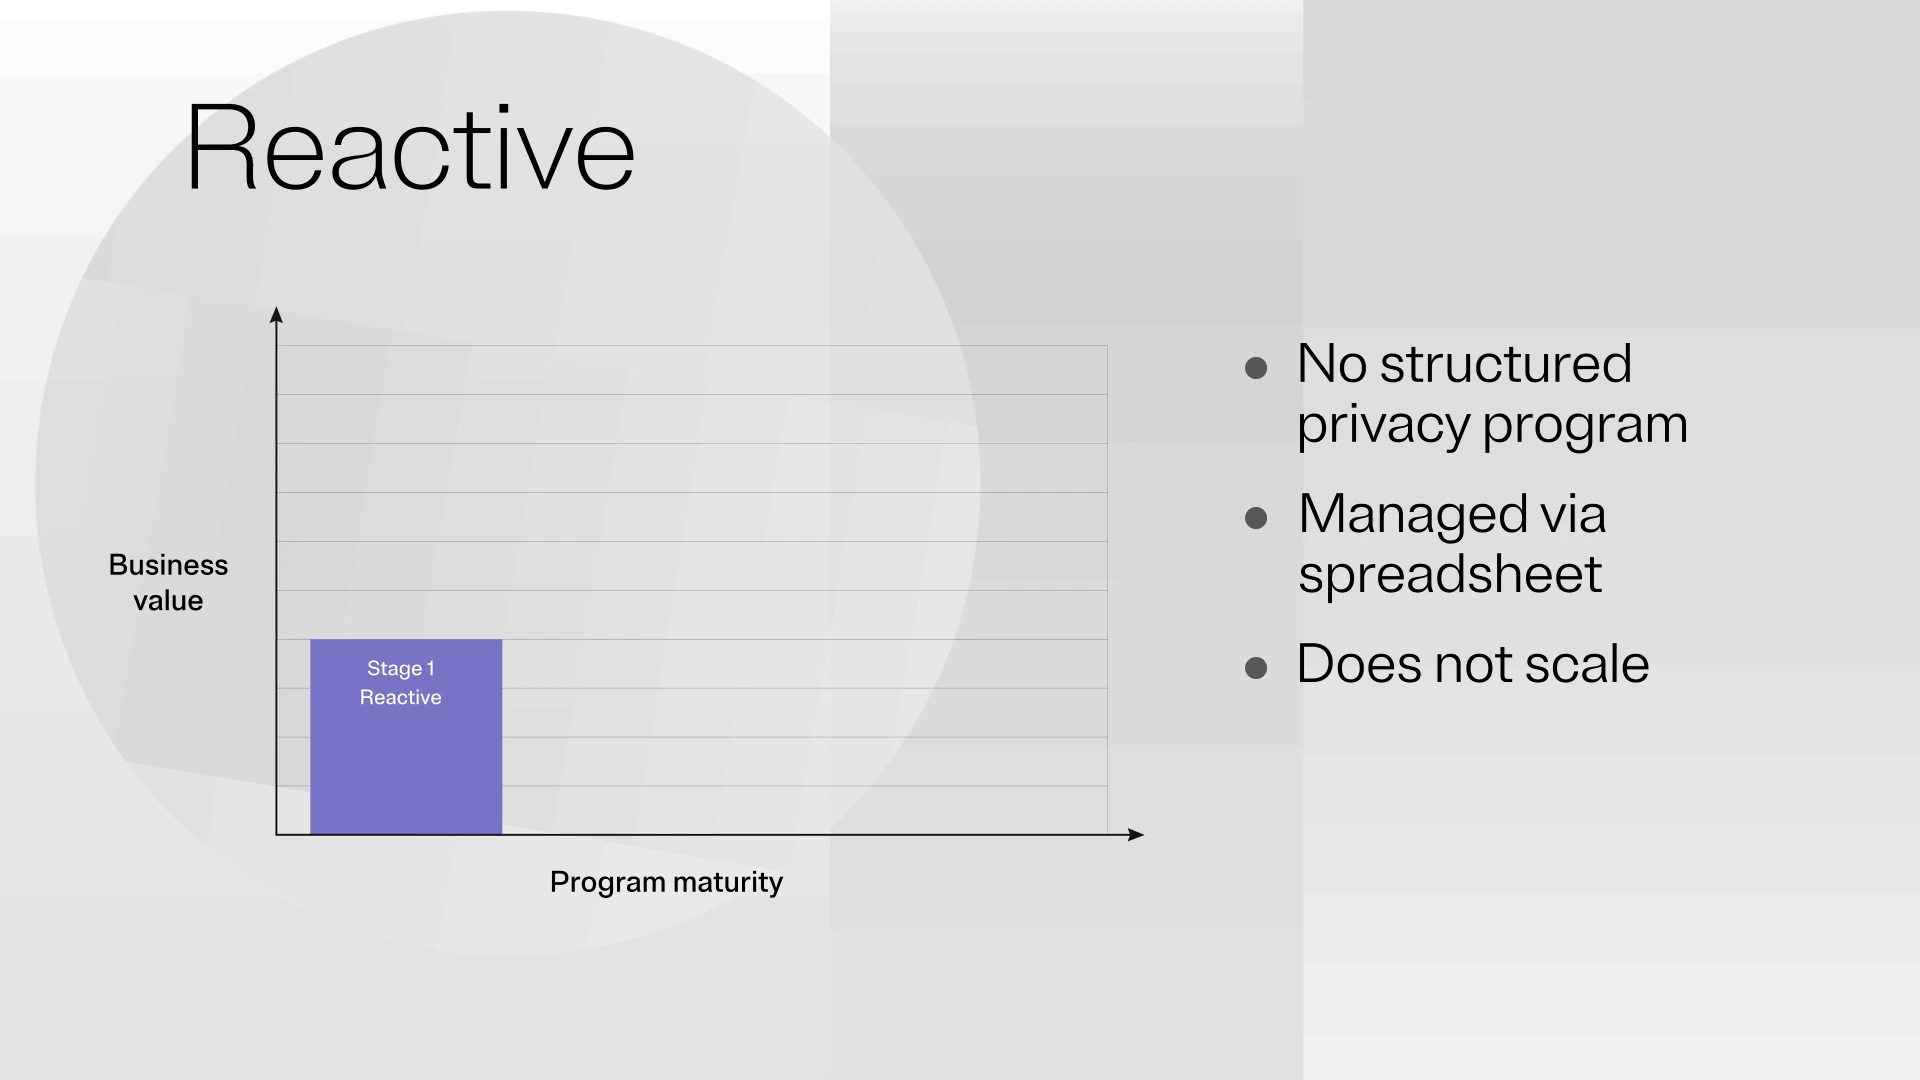 Reactive
Business
value
Stage 1
Reactive
Program maturity
No structured
privacy program
Managed via
spreadsheet
Does not scale